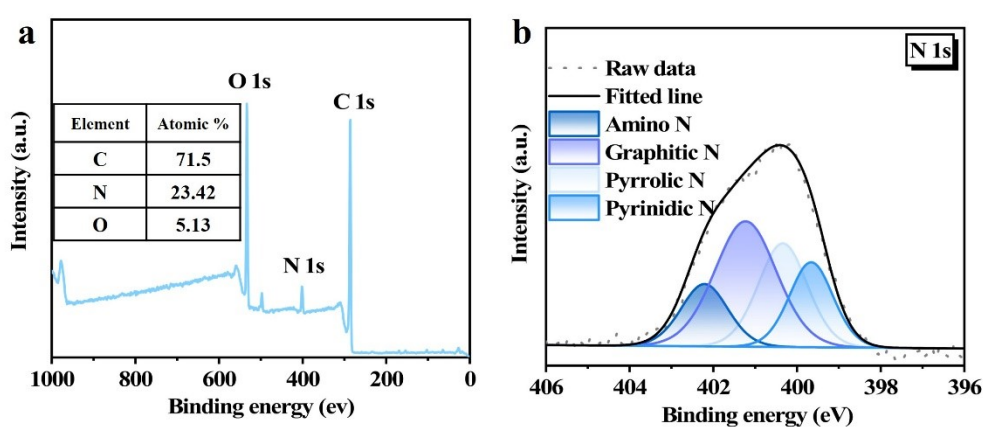 a
O 1s
C 1s
N 1s
Element Atomic %
C 71.5
N 23.42
O 5.13
Intensity (a.u.)
1000 800 600 400 200 0
Binding energy (ev)
b
N 1s
Raw data
Fitted line
Amino N
Graphitic N
Pyrrolic N
Pyrinidic N
Intensity (a.u.)
406 404 402 400 398 396
Binding energy (eV)